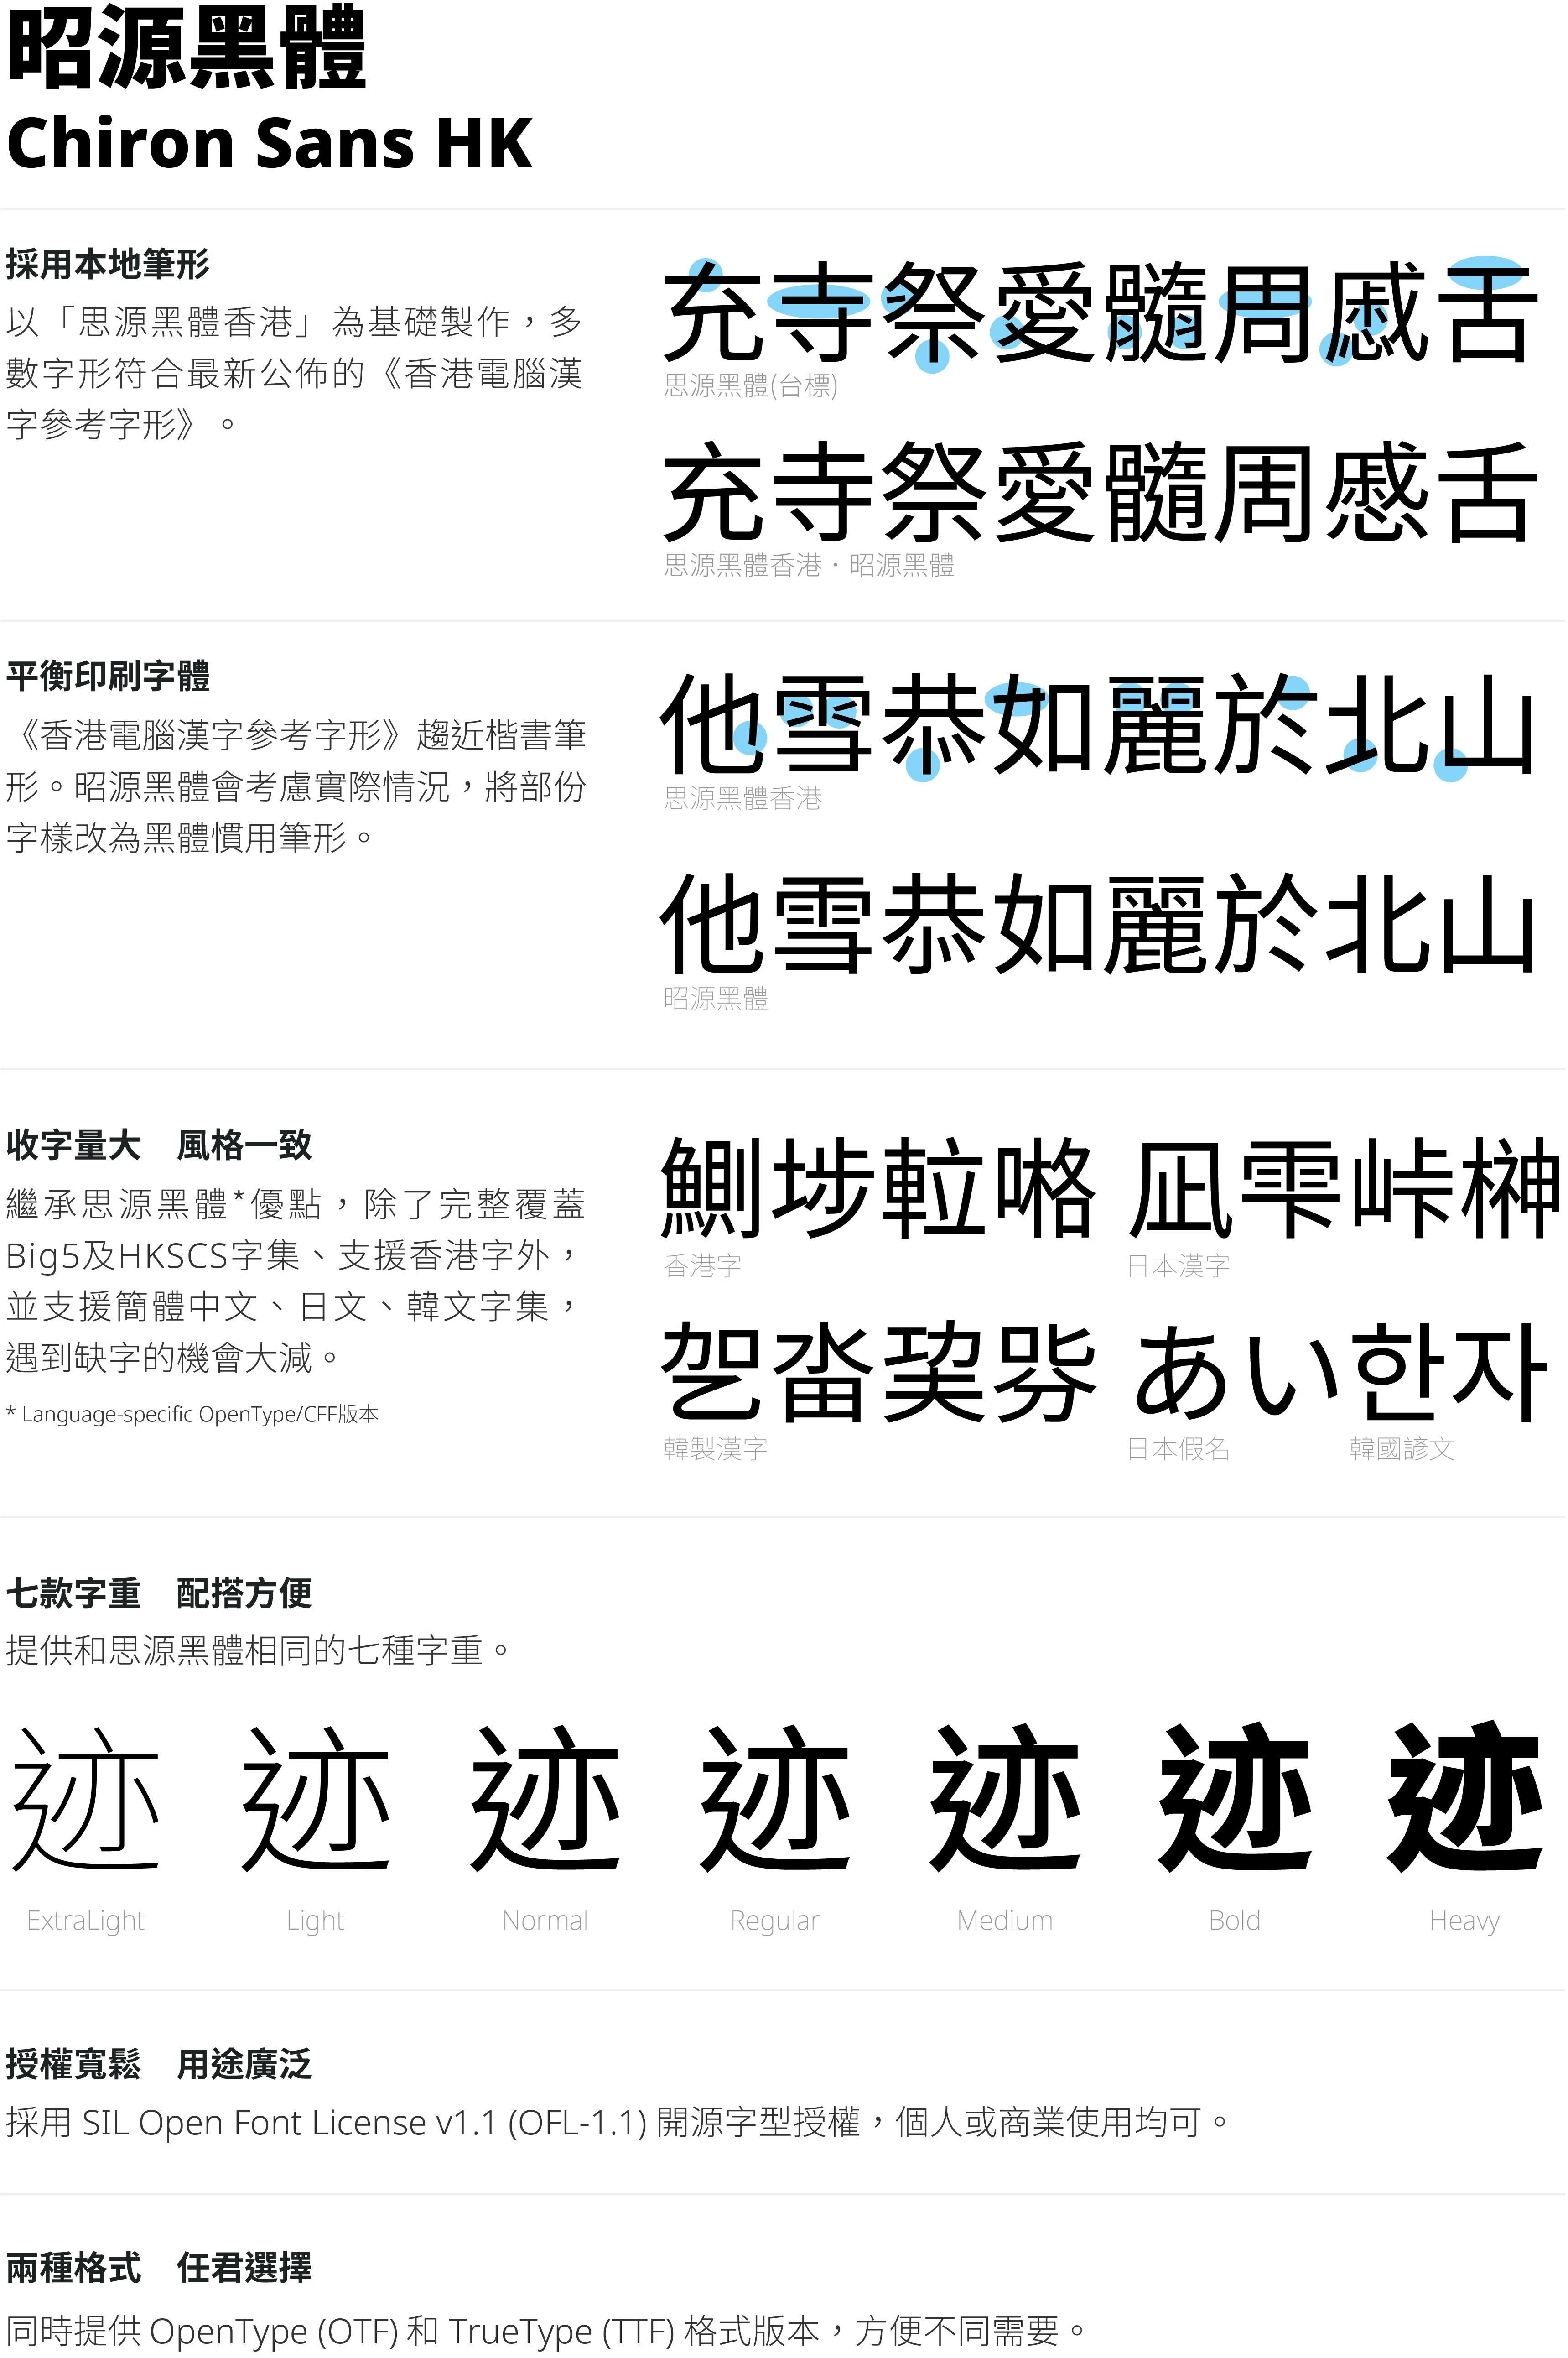 昭源黑體
Chiron Sans HK
採用本地筆形
以「思源黑體香港」為基礎製作，多
數字形符合最新公佈的《香港電腦漢
字參考字形》。
充寺祭愛髓周慼舌
思源黑體(台標)
充寺祭愛髓周慼舌
思源黑體香港．昭源黑體
平衡印刷字體
《香港電腦漢字參考字形》趨近楷書筆
形。昭源黑體會考慮實際情況，將部份
字樣改為黑體慣用筆形。
他雪恭如麗於北山
思源黑體香港
他雪恭如麗於北山
昭源黑體
收字量大　風格一致
繼承思源黑體*優點，除了完整覆蓋
Big5及HKSCS字集、支援香港字外，
並支援簡體中文、日文、韓文字集，
遇到缺字的機會大減。
* Language-specific OpenType/CFF版本
鰂埗𨋢嗰 凪雫峠榊
香港字 日本漢字
乫畓㓒 あい한자
韓製漢字 日本假名 韓國諺文
七款字重　配搭方便
提供和思源黑體相同的七種字重。
迹 迹 迹 迹 迹 迹 迹
ExtraLight Light Normal Regular Medium Bold Heavy
授權寬鬆　用途廣泛
採用 SIL Open Font License v1.1 (OFL-1.1) 開源字型授權，個人或商業使用均可。
兩種格式　任君選擇
同時提供 OpenType (OTF) 和 TrueType (TTF) 格式版本，方便不同需要。